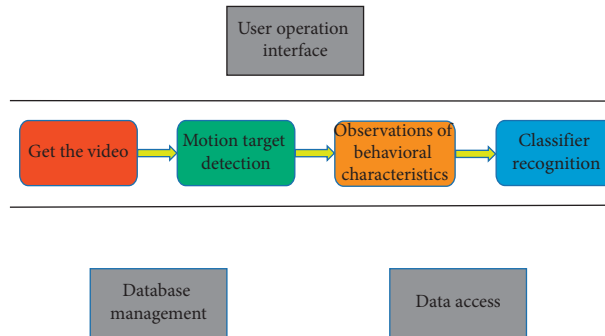 User operation
interface
Get the video
Motion target
detection
Observations of
behavioral
characteristics
Classifier
recognition
Database
management
Data access